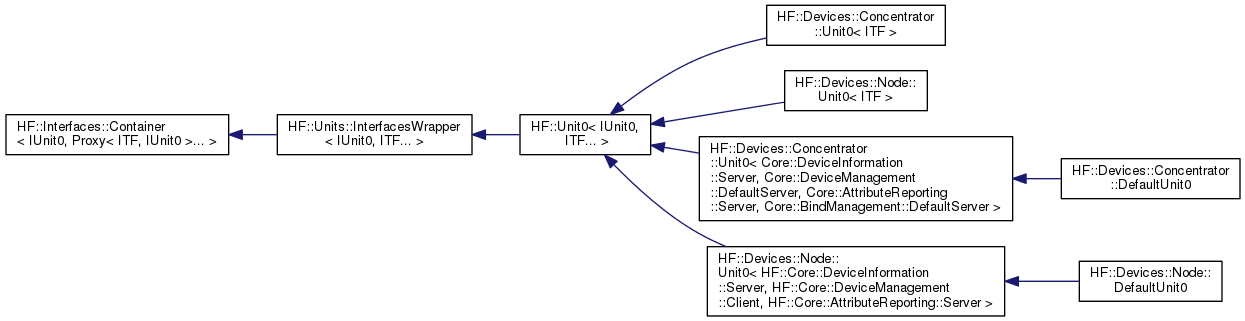 HF::Devices::Concentrator
::Unit0< ITF >
HF::Devices::Node::
Unit0< ITF >
HF::Interfaces::Container
< IUnit0, Proxy< ITF, IUnit0 >... >
HF::Units::InterfacesWrapper
< IUnit0, ITF... >
HF::Unit0< IUnit0,
ITF... >
HF::Devices::Concentrator
::Unit0< Core::DeviceInformation
::Server, Core::DeviceManagement
::DefaultServer, Core::AttributeReporting
::Server, Core::BindManagement::DefaultServer >
HF::Devices::Concentrator
::DefaultUnit0
HF::Devices::Node::
Unit0< HF::Core::DeviceInformation
::Server, HF::Core::DeviceManagement
::Client, HF::Core::AttributeReporting::Server >
HF::Devices::Node::
DefaultUnit0